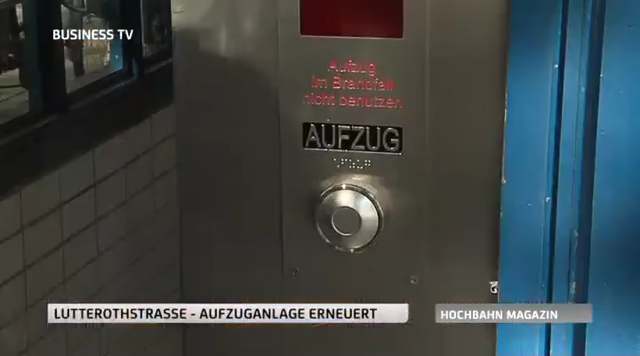 BUSINESS TV
Aufzug
im Brandfall
nicht benutzen
AUFZUG
LUTTEROTHSTRASSE - AUFZUGANLAGE ERNEUERT
HOCHBAHN MAGAZIN